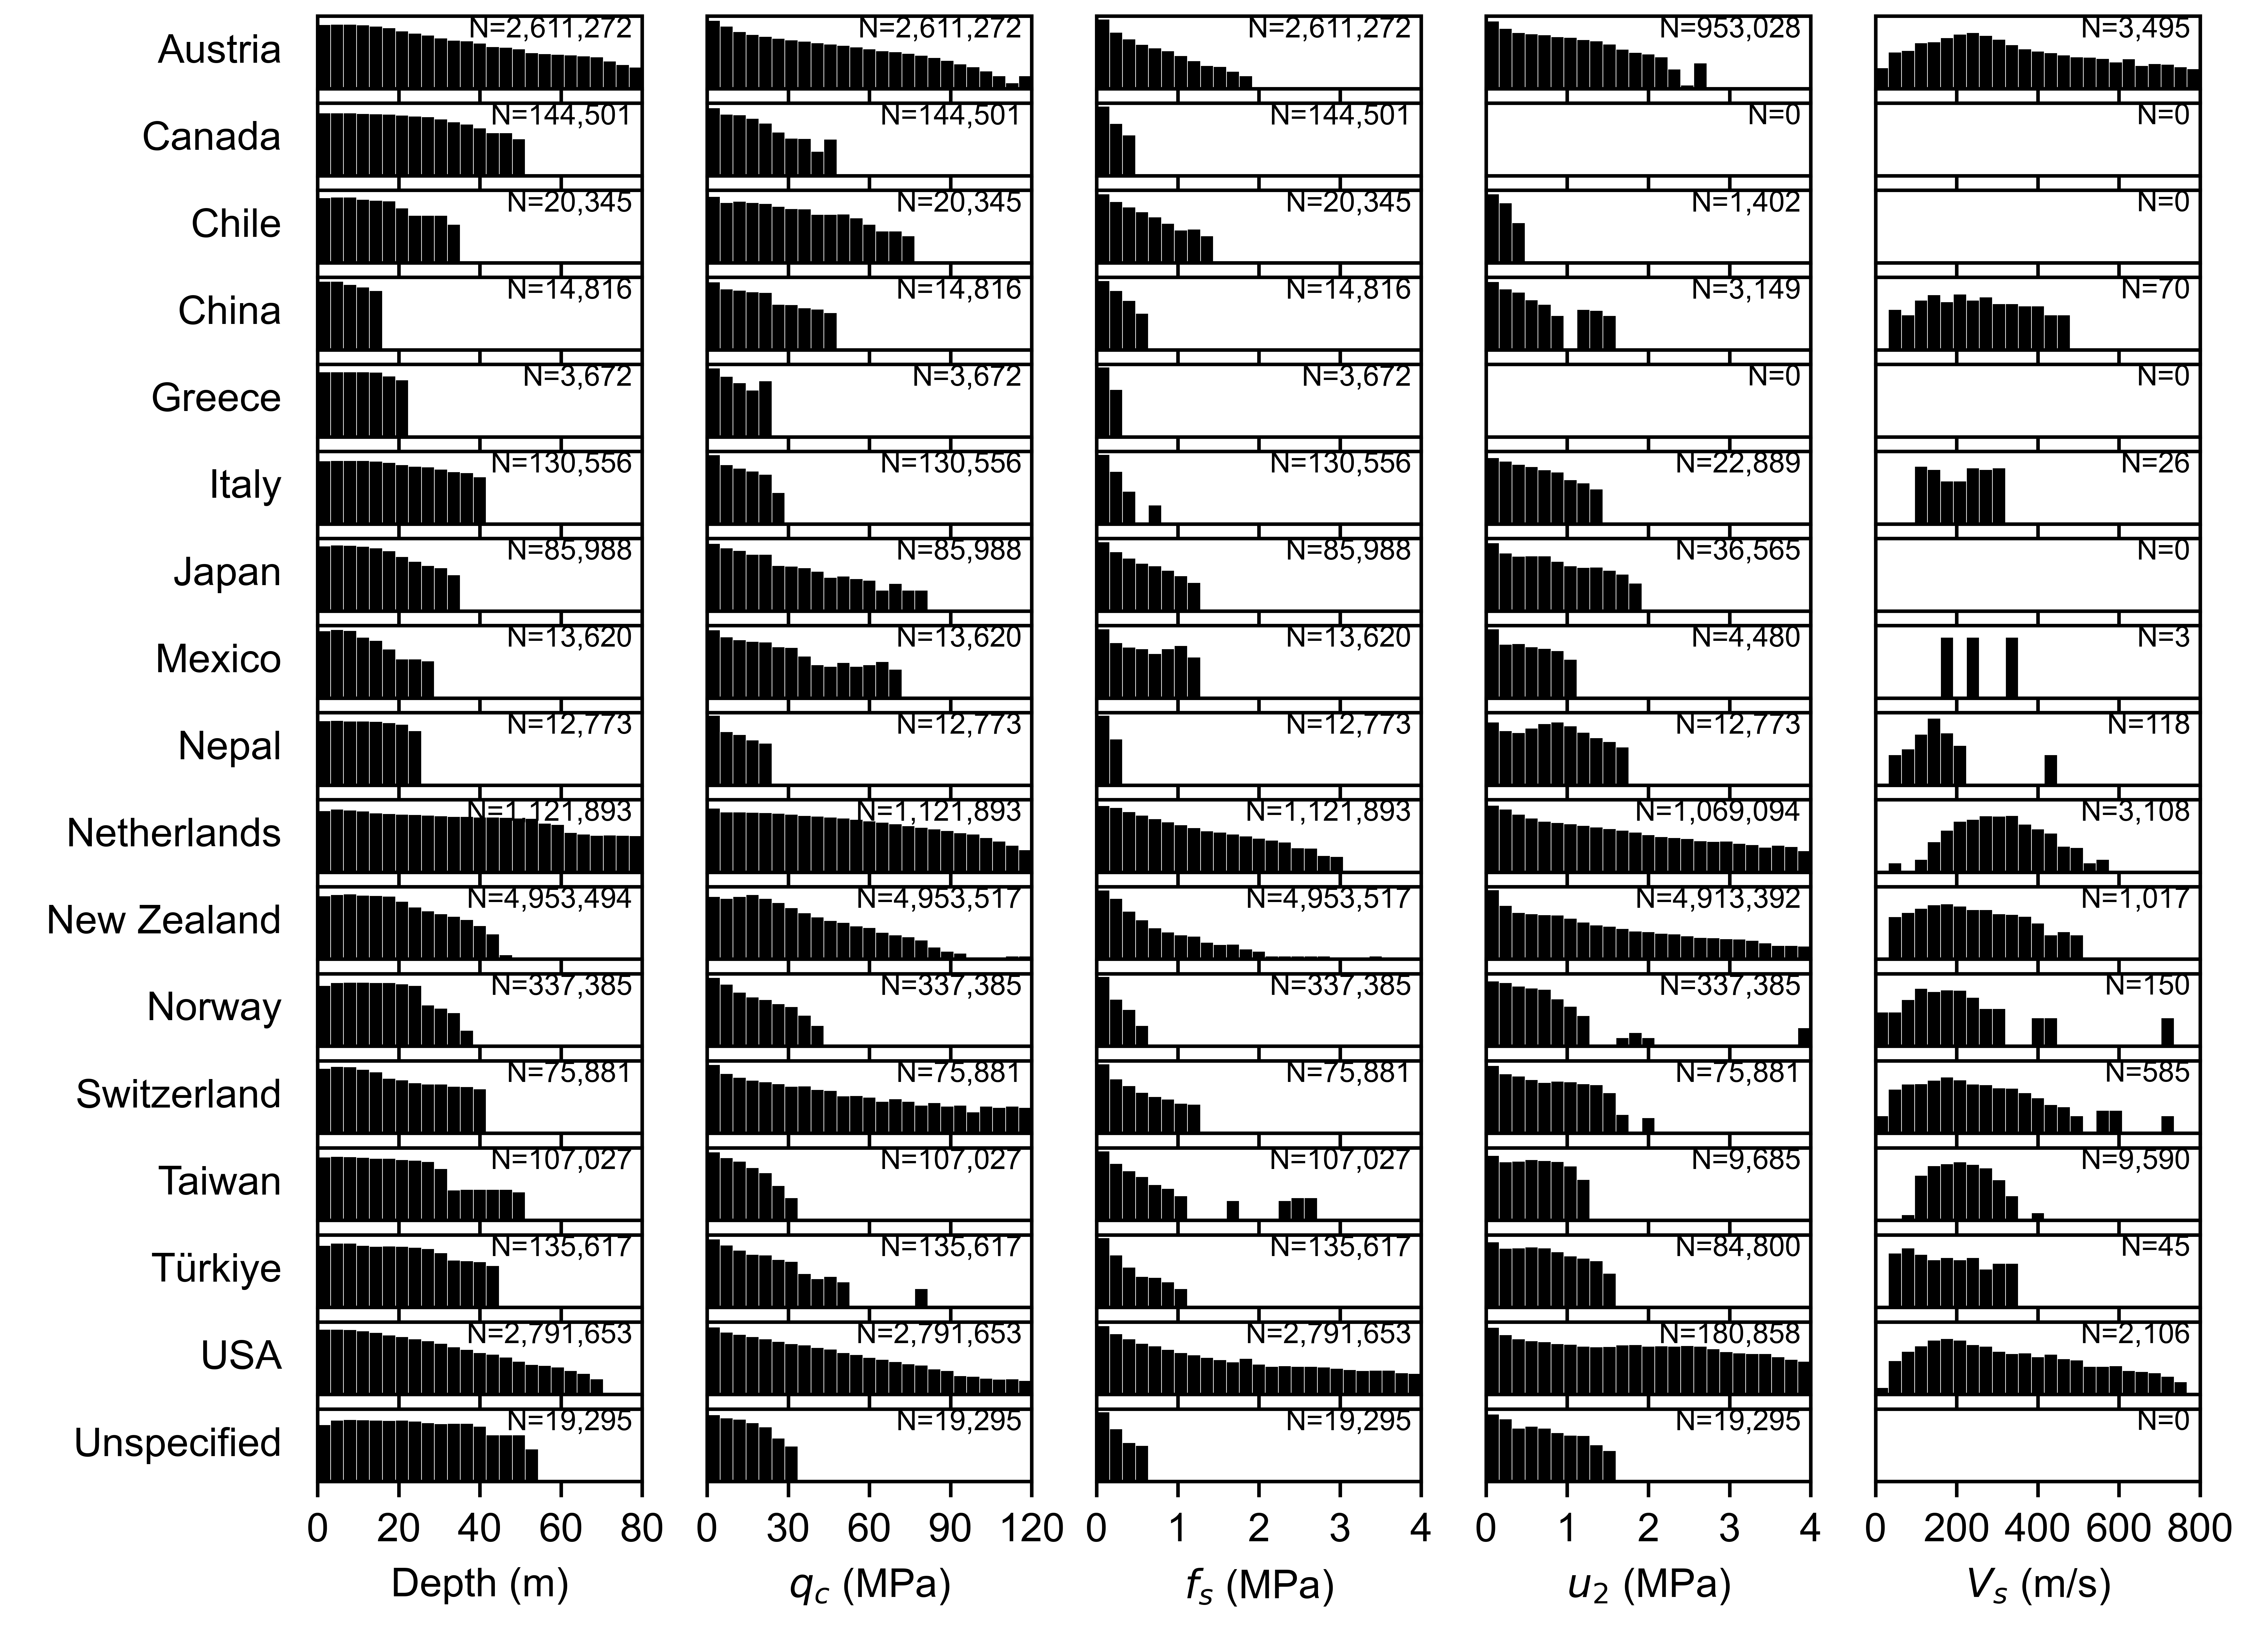 Austria N=2,611,272 N=2,611,272 N=2,611,272 N=953,028 N=3,495
Canada N=144,501 N=144,501 N=144,501 N=0 N=0
Chile N=20,345 N=20,345 N=20,345 N=1,402 N=0
China N=14,816 N=14,816 N=14,816 N=3,149 N=70
Greece N=3,672 N=3,672 N=3,672 N=0 N=0
Italy N=130,556 N=130,556 N=130,556 N=22,889 N=26
Japan N=85,988 N=85,988 N=85,988 N=36,565 N=0
Mexico N=13,620 N=13,620 N=13,620 N=4,480 N=3
Nepal N=12,773 N=12,773 N=12,773 N=12,773 N=118
Netherlands N=1,121,893 N=1,121,893 N=1,121,893 N=1,069,094 N=3,108
New Zealand N=4,953,494 N=4,953,517 N=4,953,517 N=4,913,392 N=1,017
Norway N=337,385 N=337,385 N=337,385 N=337,385 N=150
Switzerland N=75,881 N=75,881 N=75,881 N=75,881 N=585
Taiwan N=107,027 N=107,027 N=107,027 N=9,685 N=9,590
Türkiye N=135,617 N=135,617 N=135,617 N=84,800 N=45
USA N=2,791,653 N=2,791,653 N=2,791,653 N=180,858 N=2,106
Unspecified N=19,295 N=19,295 N=19,295 N=19,295 N=0
0 20 40 60 80 0 30 60 90 120 0 1 2 3 4 0 1 2 3 4 0 200 400 600 800
Depth (m) q_c (MPa) f_s (MPa) u_2 (MPa) V_s (m/s)